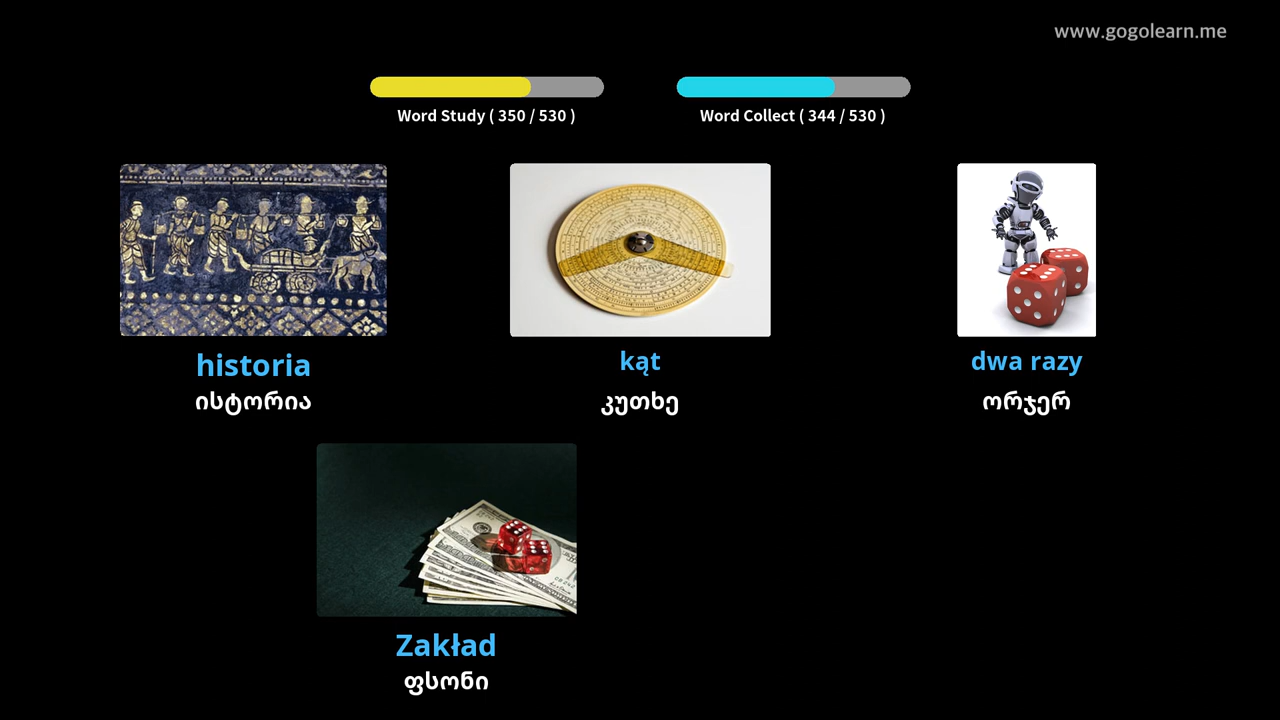 www.gogolearn.me
Word Study ( 350 / 530 )
Word Collect ( 344 / 530 )
historia
ისტორია
kąt
კუთხე
dwa razy
ორჯერ
Zakład
ფსონი